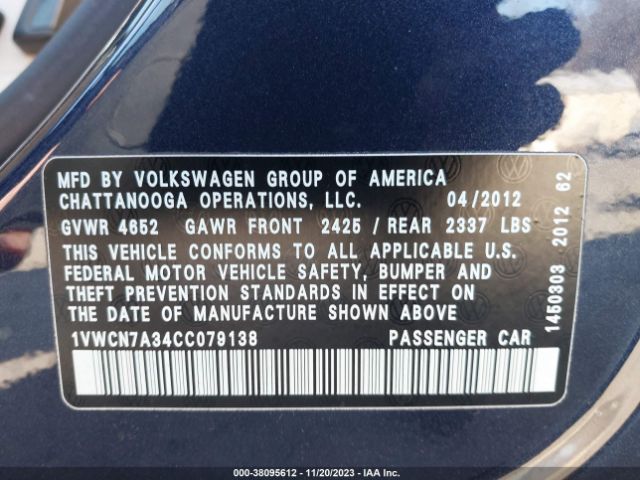 MFD BY VOLKSWAGEN GROUP OF AMERICA
CHATTANOOGA OPERATIONS, LLC. 04/2012
GVWR 4652 GAWR FRONT 2425 / REAR 2337 LBS
THIS VEHICLE CONFORMS TO ALL APPLICABLE U.S.
FEDERAL MOTOR VEHICLE SAFETY, BUMPER AND
THEFT PREVENTION STANDARDS IN EFFECT ON
THE DATE OF MANUFACTURE SHOWN ABOVE
1VWCN7A34CC079138 PASSENGER CAR
1450303 2012 62
000-38095612 - 11/20/2023 - IAA Inc.